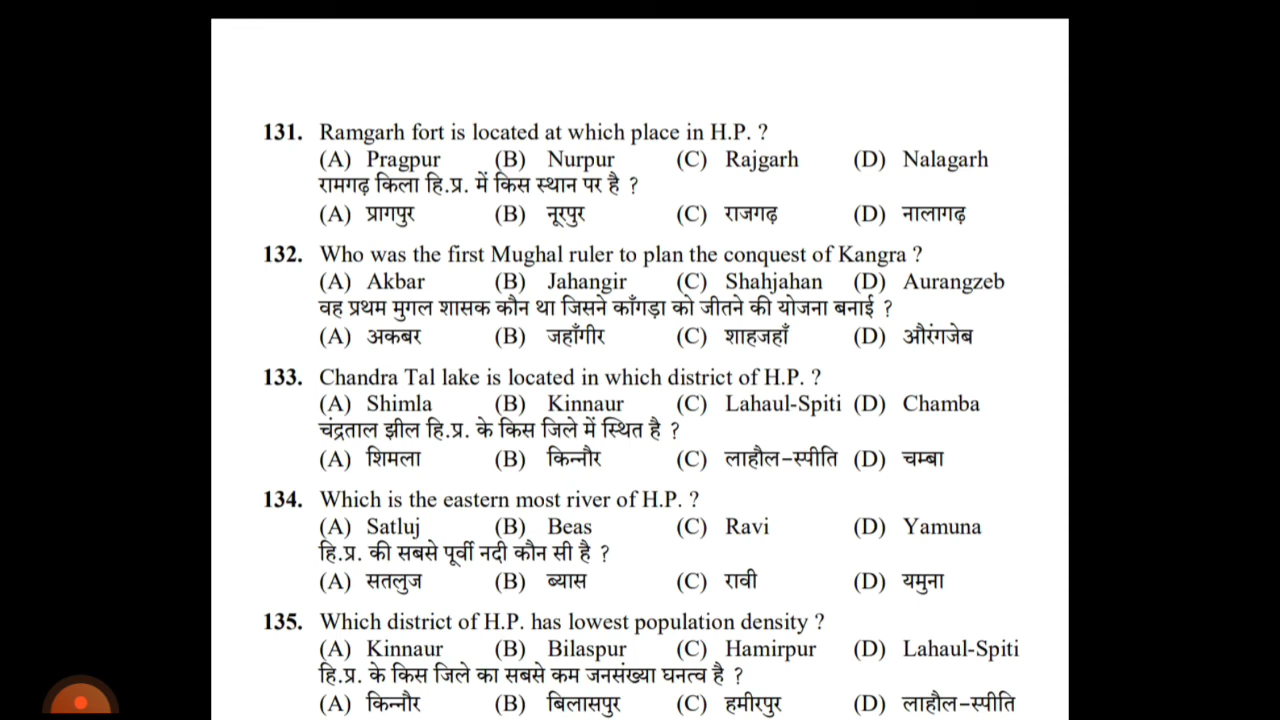 131. Ramgarh fort is located at which place in H.P. ?
(A) Pragpur (B) Nurpur (C) Rajgarh (D) Nalagarh
रामगढ़ किला हि.प्र. में किस स्थान पर है ?
(A) प्रागपुर (B) नूरपुर (C) राजगढ़ (D) नालागढ़
132. Who was the first Mughal ruler to plan the conquest of Kangra ?
(A) Akbar (B) Jahangir (C) Shahjahan (D) Aurangzeb
वह प्रथम मुगल शासक कौन था जिसने काँगड़ा को जीतने की योजना बनाई ?
(A) अकबर (B) जहाँगीर (C) शाहजहाँ (D) औरंगजेब
133. Chandra Tal lake is located in which district of H.P. ?
(A) Shimla (B) Kinnaur (C) Lahaul-Spiti (D) Chamba
चंद्रताल झील हि.प्र. के किस जिले में स्थित है ?
(A) शिमला (B) किन्नौर (C) लाहौल-स्पीति (D) चम्बा
134. Which is the eastern most river of H.P. ?
(A) Satluj (B) Beas (C) Ravi (D) Yamuna
हि.प्र. की सबसे पूर्वी नदी कौन सी है ?
(A) सतलुज (B) ब्यास (C) रावी (D) यमुना
135. Which district of H.P. has lowest population density ?
(A) Kinnaur (B) Bilaspur (C) Hamirpur (D) Lahaul-Spiti
हि.प्र. के किस जिले का सबसे कम जनसंख्या घनत्व है ?
(A) किन्नौर (B) बिलासपुर (C) हमीरपुर (D) लाहौल-स्पीति